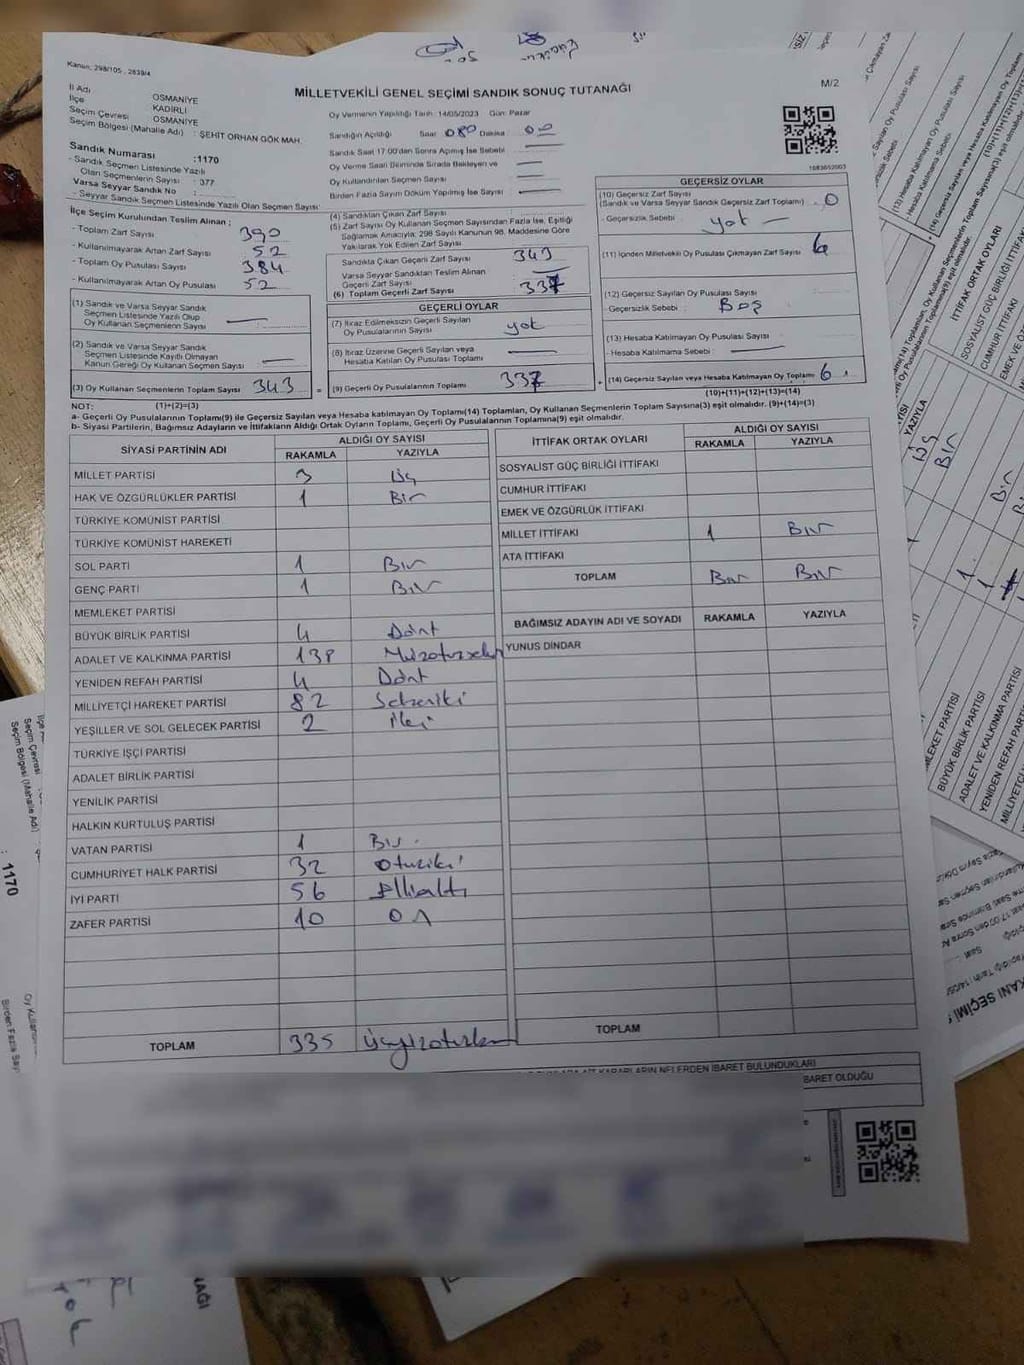 Kanun: 298/105 , 2839/4
MİLLETVEKİLİ GENEL SEÇİMİ SANDIK SONUÇ TUTANAĞI
M/2
İl Adı OSMANİYE
İlçe KADİRLİ
Seçim Çevresi OSMANİYE
Seçim Bölgesi (Mahalle Adı) : ŞEHİT ORHAN GÖK MAH.
Sandık Numarası :1170
- Sandık Seçmen Listesinde Yazılı
Olan Seçmenlerin Sayısı : 377
Varsa Seyyar Sandık No :
- Seyyar Sandık Seçmen Listesinde Yazılı Olan Seçmen Sayısı:
Oy Vermenin Yapıldığı Tarih: 14/05/2023 Gün: Pazar
Sandığın Açıldığı Saat: 080 Dakika : 00
Sandık Saat 17:00'den Sonra Açılmış İse Sebebi
Oy Verme Saati Bitiminde Sırada Bekleyen ve
Oy Kullandırılan Seçmen Sayısı
Birden Fazla Sayım Döküm Yapılmış İse Sayısı :
İlçe Seçim Kurulundan Teslim Alınan ;
- Toplam Zarf Sayısı 390
- Kullanılmayarak Artan Zarf Sayısı 52
- Toplam Oy Pusulası Sayısı 384
- Kullanılmayarak Artan Oy Pusulası 52
(4) Sandıktan Çıkan Zarf Sayısı :
(5) Zarf Sayısı Oy Kullanan Seçmen Sayısından Fazla İse, Eşitliği
Sağlamak Amacıyla; 298 Sayılı Kanunun 98. Maddesine Göre
Yakılarak Yok Edilen Zarf Sayısı
Sandıkta Çıkan Geçerli Zarf Sayısı 343
Varsa Seyyar Sandıktan Teslim Alınan
Geçerli Zarf Sayısı
(6) Toplam Geçerli Zarf Sayısı 337
GEÇERSİZ OYLAR
(10) Geçersiz Zarf Sayısı
(Sandık ve Varsa Seyyar Sandık Geçersiz Zarf Toplamı) . 0
- Geçersizlik Sebebi : yok
(11) İçinden Milletvekili Oy Pusulası Çıkmayan Zarf Sayısı : 6
(12) Geçersiz Sayılan Oy Pusulası Sayısı
- Geçersizlik Sebebi : Boş
(13) Hesaba Katılmayan Oy Pusulası Sayısı
- Hesaba Katılmama Sebebi :
(14) Geçersiz Sayılan veya Hesaba Katılmayan Oy Toplamı 6
(10)+(11)+(12)+(13)=(14)
(1) Sandık ve Varsa Seyyar Sandık
Seçmen Listesinde Yazılı Olup
Oy Kullanan Seçmenlerin Sayısı
(2) Sandık ve Varsa Seyyar Sandık
Seçmen Listesinde Kayıtlı Olmayan
Kanun Gereği Oy Kullanan Seçmen Sayısı
(3) Oy Kullanan Seçmenlerin Toplam Sayısı 343
(1)+(2)=(3)
GEÇERLİ OYLAR
(7) İtiraz Edilmeksizin Geçerli Sayılan
Oy Pusulalarının Sayısı yok
(8) İtiraz Üzerine Geçerli Sayılan veya
Hesaba Katılan Oy Pusulası Toplamı
(9) Geçerli Oy Pusulalarının Toplamı 337
NOT:
a- Geçerli Oy Pusulalarının Toplamı(9) ile Geçersiz Sayılan veya Hesaba katılmayan Oy Toplamı(14) Toplamları, Oy Kullanan Seçmenlerin Toplam Sayısına(3) eşit olmalıdır. (9)+(14)=(3)
b- Siyasi Partilerin, Bağımsız Adayların ve İttifakların Aldığı Ortak Oyların Toplamı, Geçerli Oy Pusulalarının Toplamına(9) eşit olmalıdır.
SİYASİ PARTİNİN ADI ALDIĞI OY SAYISI
RAKAMLA YAZIYLA
MİLLET PARTİSİ 3 Üç
HAK VE ÖZGÜRLÜKLER PARTİSİ 1 Bir
TÜRKİYE KOMÜNİST PARTİSİ
TÜRKİYE KOMÜNİST HAREKETİ
SOL PARTİ 1 Bir
GENÇ PARTİ 1 Bir
MEMLEKET PARTİSİ
BÜYÜK BİRLİK PARTİSİ 4 Dört
ADALET VE KALKINMA PARTİSİ 138
YENİDEN REFAH PARTİSİ 4 Dört
MİLLİYETÇİ HAREKET PARTİSİ 82 Sekseniki
YEŞİLLER VE SOL GELECEK PARTİSİ 2 İki
TÜRKİYE İŞÇİ PARTİSİ
ADALET BİRLİK PARTİSİ
YENİLİK PARTİSİ
HALKIN KURTULUŞ PARTİSİ
VATAN PARTİSİ 1 Bir
CUMHURİYET HALK PARTİSİ 32 Otuziki
İYİ PARTİ 56 Ellialtı
ZAFER PARTİSİ 10 On
TOPLAM 335
İTTİFAK ORTAK OYLARI ALDIĞI OY SAYISI
RAKAMLA YAZIYLA
SOSYALİST GÜÇ BİRLİĞİ İTTİFAKI
CUMHUR İTTİFAKI
EMEK VE ÖZGÜRLÜK İTTİFAKI
MİLLET İTTİFAKI 1 Bir
ATA İTTİFAKI
TOPLAM Bir Bir
BAĞIMSIZ ADAYIN ADI VE SOYADI RAKAMLA YAZIYLA
YUNUS DİNDAR
TOPLAM
KARARLARIN NELERDEN İBARET BULUNDUKLARI
BARET OLDUĞU
1170